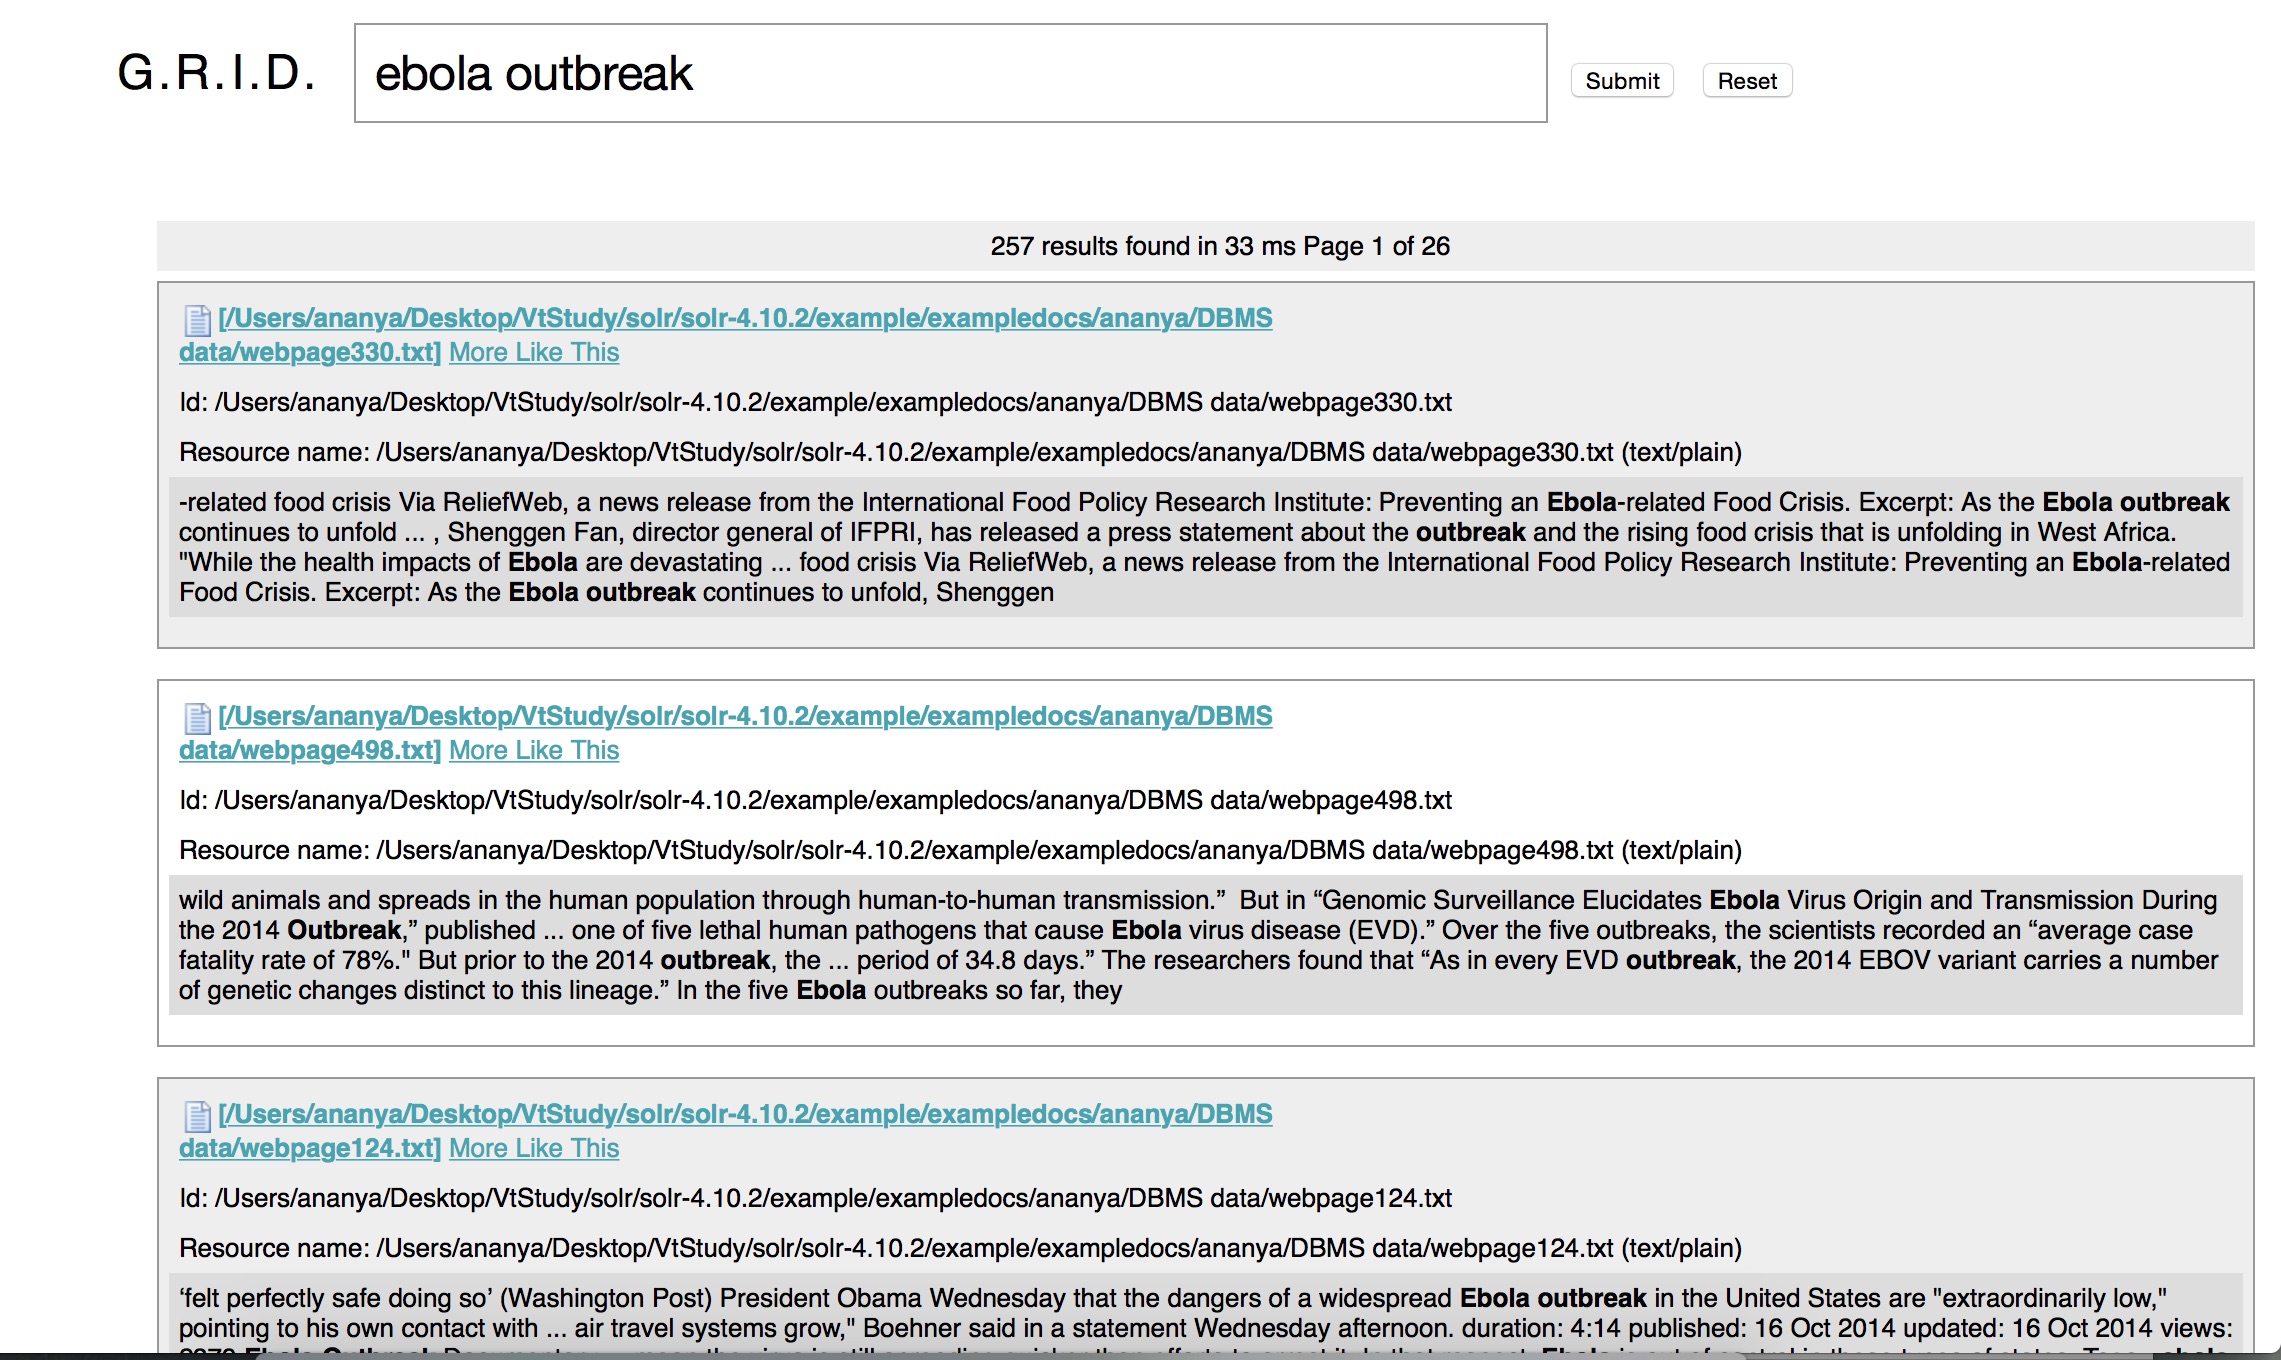 G.R.I.D.
ebola outbreak
Submit
Reset
257 results found in 33 ms Page 1 of 26
[/Users/ananya/Desktop/VtStudy/solr/solr-4.10.2/example/exampledocs/ananya/DBMS
data/webpage330.txt] More Like This
Id: /Users/ananya/Desktop/VtStudy/solr/solr-4.10.2/example/exampledocs/ananya/DBMS data/webpage330.txt
Resource name: /Users/ananya/Desktop/VtStudy/solr/solr-4.10.2/example/exampledocs/ananya/DBMS data/webpage330.txt (text/plain)
-related food crisis Via ReliefWeb, a news release from the International Food Policy Research Institute: Preventing an Ebola-related Food Crisis. Excerpt: As the Ebola outbreak
continues to unfold ... , Shenggen Fan, director general of IFPRI, has released a press statement about the outbreak and the rising food crisis that is unfolding in West Africa.
"While the health impacts of Ebola are devastating ... food crisis Via ReliefWeb, a news release from the International Food Policy Research Institute: Preventing an Ebola-related
Food Crisis. Excerpt: As the Ebola outbreak continues to unfold, Shenggen
[/Users/ananya/Desktop/VtStudy/solr/solr-4.10.2/example/exampledocs/ananya/DBMS
data/webpage498.txt] More Like This
Id: /Users/ananya/Desktop/VtStudy/solr/solr-4.10.2/example/exampledocs/ananya/DBMS data/webpage498.txt
Resource name: /Users/ananya/Desktop/VtStudy/solr/solr-4.10.2/example/exampledocs/ananya/DBMS data/webpage498.txt (text/plain)
wild animals and spreads in the human population through human-to-human transmission.”  But in “Genomic Surveillance Elucidates Ebola Virus Origin and Transmission During
the 2014 Outbreak,” published ... one of five lethal human pathogens that cause Ebola virus disease (EVD).” Over the five outbreaks, the scientists recorded an “average case
fatality rate of 78%." But prior to the 2014 outbreak, the ... period of 34.8 days.” The researchers found that “As in every EVD outbreak, the 2014 EBOV variant carries a number
of genetic changes distinct to this lineage.” In the five Ebola outbreaks so far, they
[/Users/ananya/Desktop/VtStudy/solr/solr-4.10.2/example/exampledocs/ananya/DBMS
data/webpage124.txt] More Like This
Id: /Users/ananya/Desktop/VtStudy/solr/solr-4.10.2/example/exampledocs/ananya/DBMS data/webpage124.txt
Resource name: /Users/ananya/Desktop/VtStudy/solr/solr-4.10.2/example/exampledocs/ananya/DBMS data/webpage124.txt (text/plain)
‘felt perfectly safe doing so’ (Washington Post) President Obama Wednesday that the dangers of a widespread Ebola outbreak in the United States are "extraordinarily low,"
pointing to his own contact with ... air travel systems grow," Boehner said in a statement Wednesday afternoon. duration: 4:14 published: 16 Oct 2014 updated: 16 Oct 2014 views: